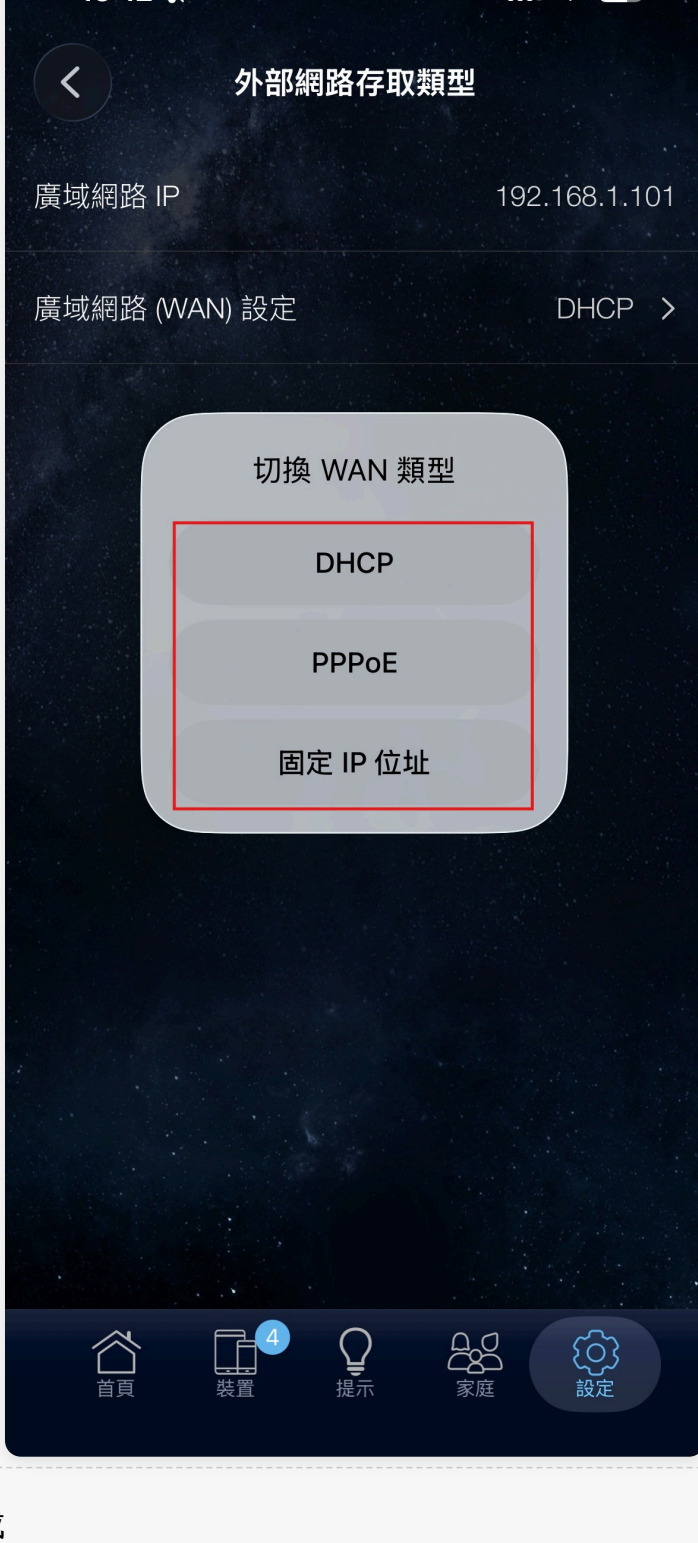 外部網路存取類型
廣域網路 IP 192.168.1.101
廣域網路 (WAN) 設定 DHCP
切換 WAN 類型
DHCP
PPPoE
固定 IP 位址
4
首頁 裝置 提示 家庭 設定